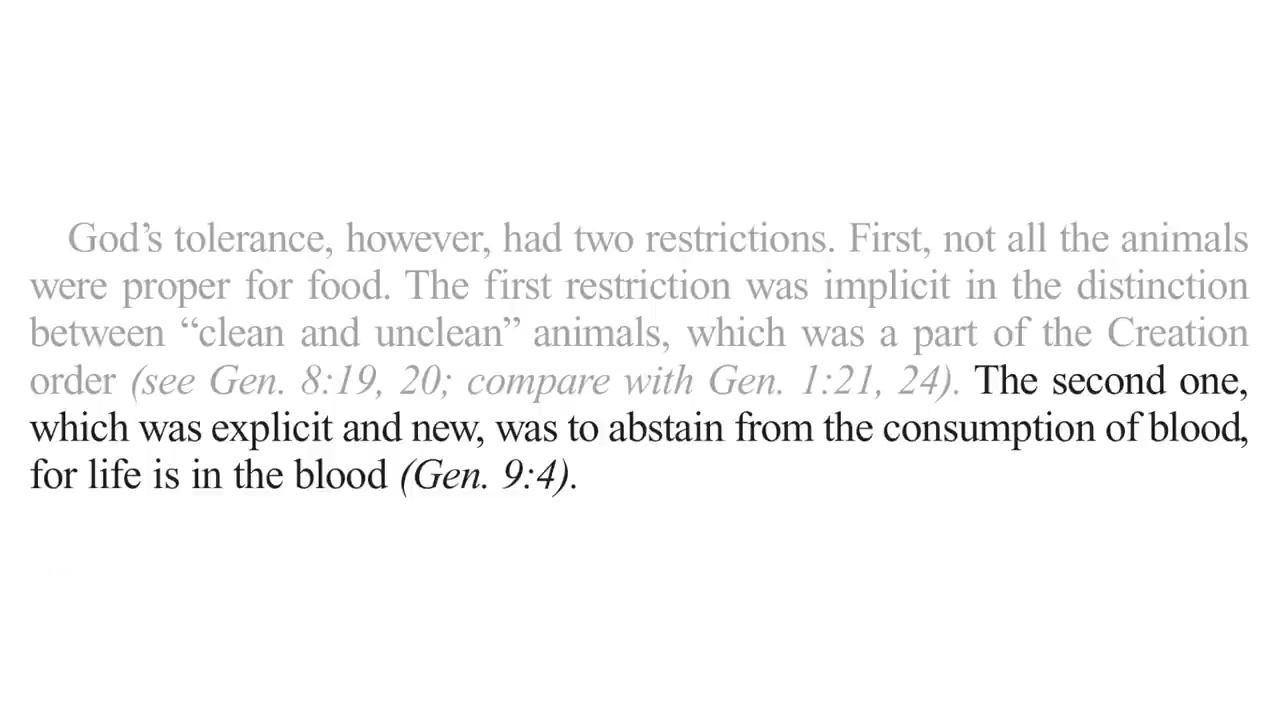 God’s tolerance, however, had two restrictions. First, not all the animals
were proper for food. The first restriction was implicit in the distinction
between “clean and unclean” animals, which was a part of the Creation
order (see Gen. 8:19, 20; compare with Gen. 1:21, 24). The second one,
which was explicit and new, was to abstain from the consumption of blood,
for life is in the blood (Gen. 9:4).